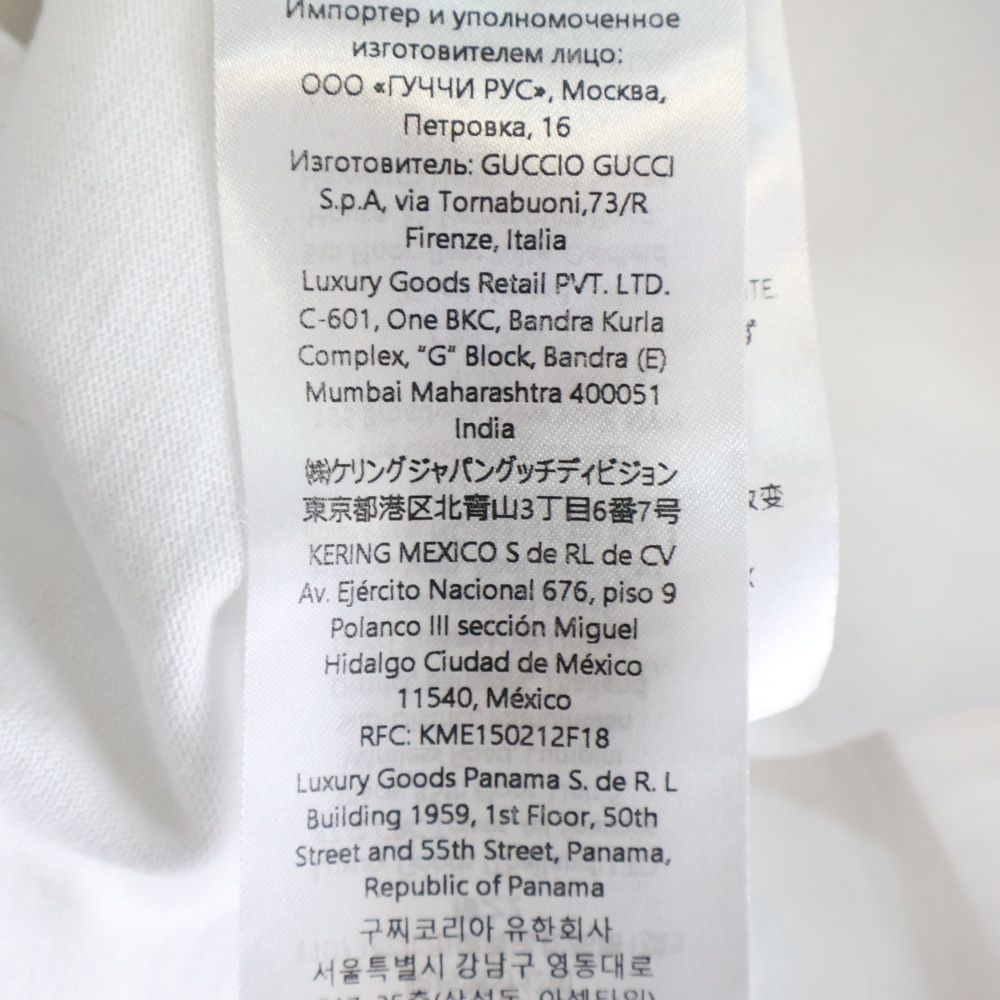 Импортер и уполномоченное
изготовителем лицо:
ООО «ГУЧЧИ РУС», Москва,
Петровка, 16
Изготовитель: GUCCIO GUCCI
S.p.A, via Tornabuoni,73/R
Firenze, Italia
Luxury Goods Retail PVT. LTD.
C-601, One BKC, Bandra Kurla
Complex, "G" Block, Bandra (E)
Mumbai Maharashtra 400051
India
㈱ケリングジャパングッチディビジョン
東京都港区北青山3丁目6番7号
KERING MEXICO S de RL de CV
Av. Ejército Nacional 676, piso 9
Polanco III sección Miguel
Hidalgo Ciudad de México
11540, México
RFC: KME150212F18
Luxury Goods Panama S. de R. L
Building 1959, 1st Floor, 50th
Street and 55th Street, Panama,
Republic of Panama
구찌코리아 유한회사
서울특별시 강남구 영동대로